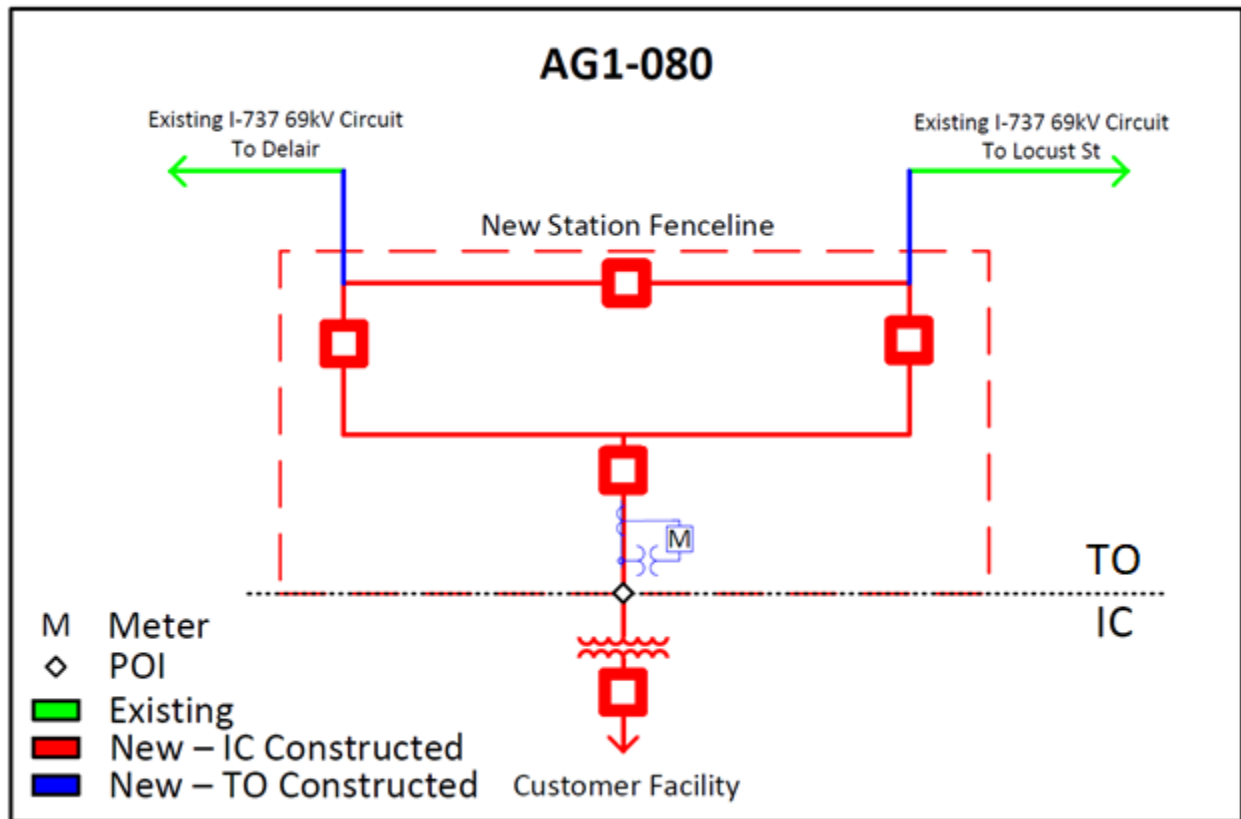 AG1-080
Existing I-737 69kV Circuit
To Delair
Existing I-737 69kV Circuit
To Locust St
New Station Fenceline
M
TO
IC
M Meter
POI
Existing
New – IC Constructed
New – TO Constructed
Customer Facility